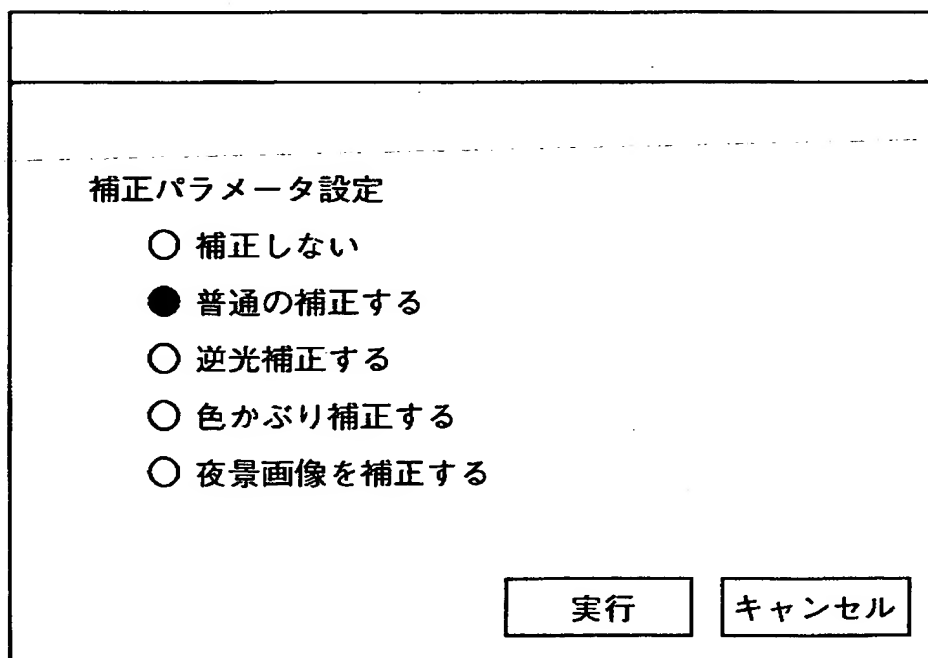 補正パラメータ設定
○ 補正しない
● 普通の補正する
○ 逆光補正する
○ 色かぶり補正する
○ 夜景画像を補正する
実行 キャンセル